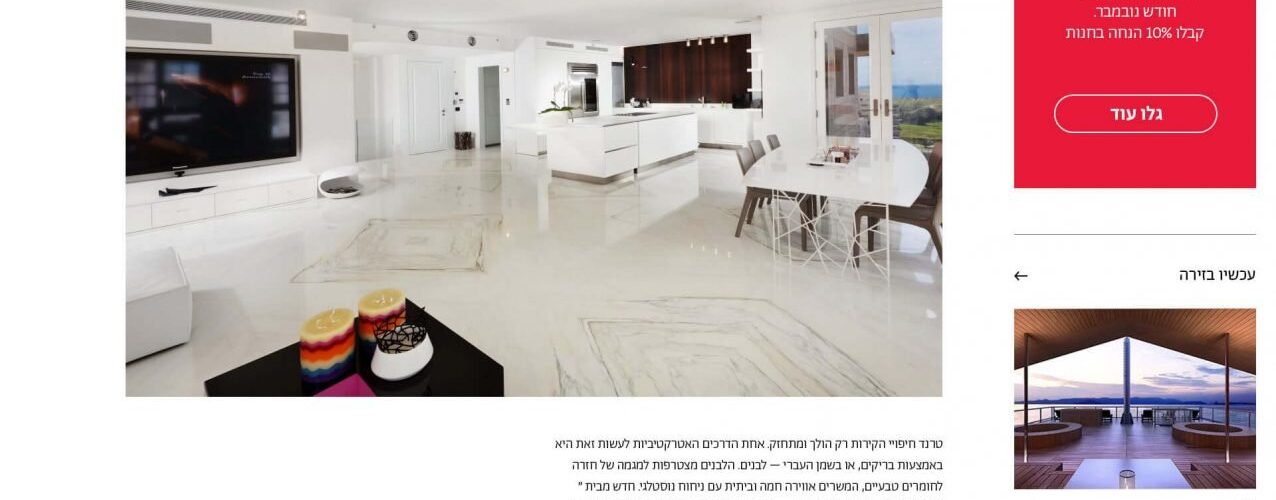 חודש נובמבר.
קבלו 10% הנחה בחנות
גלו עוד
עכשיו בזירה
טרנד חיפויי הקירות רק הולך ומתחזק. אחת הדרכים האטרקטיביות לעשות זאת היא
באמצעות בריקים, או בשמן העברי — לבנים. הלבנים מצטרפות למגמה של חזרה
לחומרים טבעיים, המשרים אווירה חמה וביתית עם ניחוח נוסטלגי. חדש מבית "